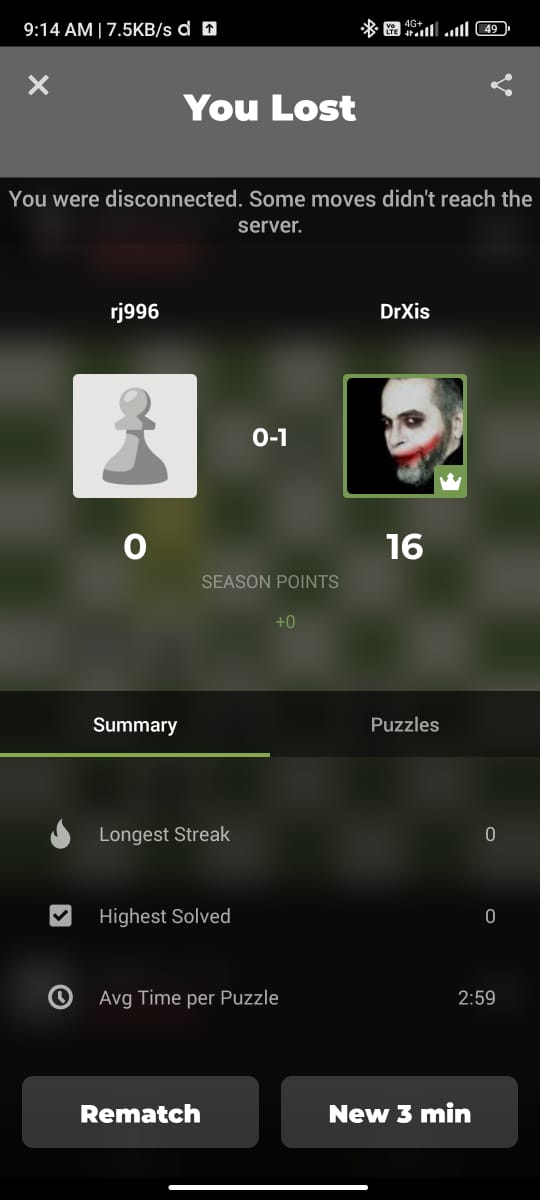 9:14 AM | 7.5KB/s d
Vo LTE 4G+ 49
You Lost
You were disconnected. Some moves didn't reach the
server.
rj996 DrXis
0-1
0 16
SEASON POINTS
+0
Summary Puzzles
Longest Streak 0
Highest Solved 0
Avg Time per Puzzle 2:59
Rematch New 3 min